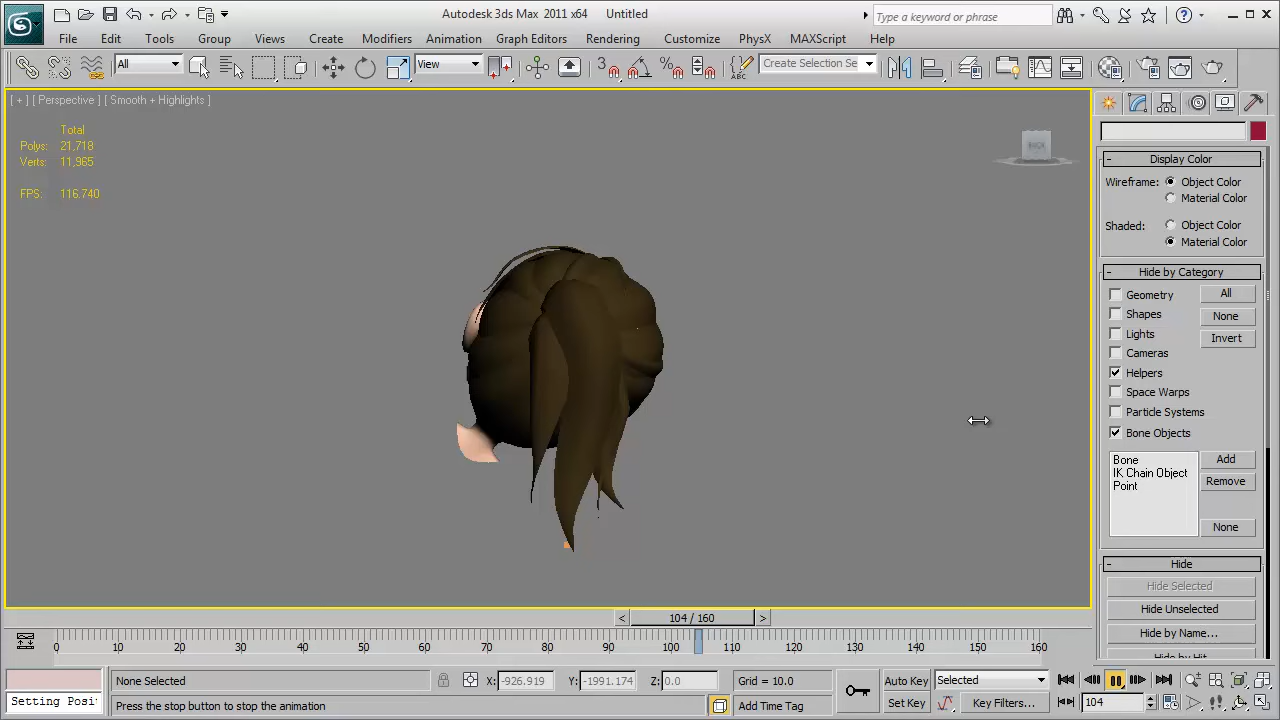 Autodesk 3ds Max 2011 x64 Untitled
Type a keyword or phrase
File Edit Tools Group Views Create Modifiers Animation Graph Editors Rendering Customize PhysX MAXScript Help
All
View
3
%
ABC
Create Selection Se
[ + ] [ Perspective ] [ Smooth + Highlights ]
Total
Polys: 21,718
Verts: 11,965
FPS: 116.740
- Display Color
Wireframe: Object Color
Material Color
Shaded: Object Color
Material Color
- Hide by Category
Geometry All
Shapes None
Lights Invert
Cameras
Helpers
Space Warps
Particle Systems
Bone Objects
Bone Add
IK Chain Object
Point Remove
None
- Hide
Hide Selected
Hide Unselected
Hide by Name...
Hide by Hit
< 104 / 160 >
0 10 20 30 40 50 60 70 80 90 100 110 120 130 140 150 160
None Selected X: -926.919 Y: -1991.174 Z: 0.0 Grid = 10.0 Auto Key Selected
Setting Posi Press the stop button to stop the animation Add Time Tag Set Key Key Filters... 104